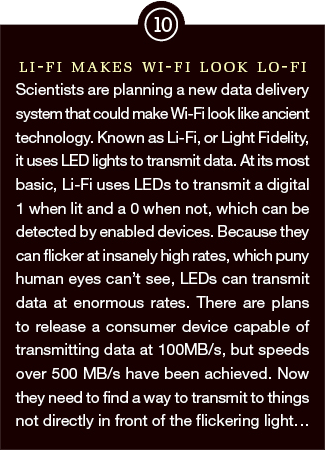 10
LI-FI MAKES WI-FI LOOK LO-FI
Scientists are planning a new data delivery
system that could make Wi-Fi look like ancient
technology. Known as Li-Fi, or Light Fidelity,
it uses LED lights to transmit data. At its most
basic, Li-Fi uses LEDs to transmit a digital
1 when lit and a 0 when not, which can be
detected by enabled devices. Because they
can flicker at insanely high rates, which puny
human eyes can't see, LEDs can transmit
data at enormous rates. There are plans
to release a consumer device capable of
transmitting data at 100MB/s, but speeds
over 500 MB/s have been achieved. Now
they need to find a way to transmit to things
not directly in front of the flickering light...